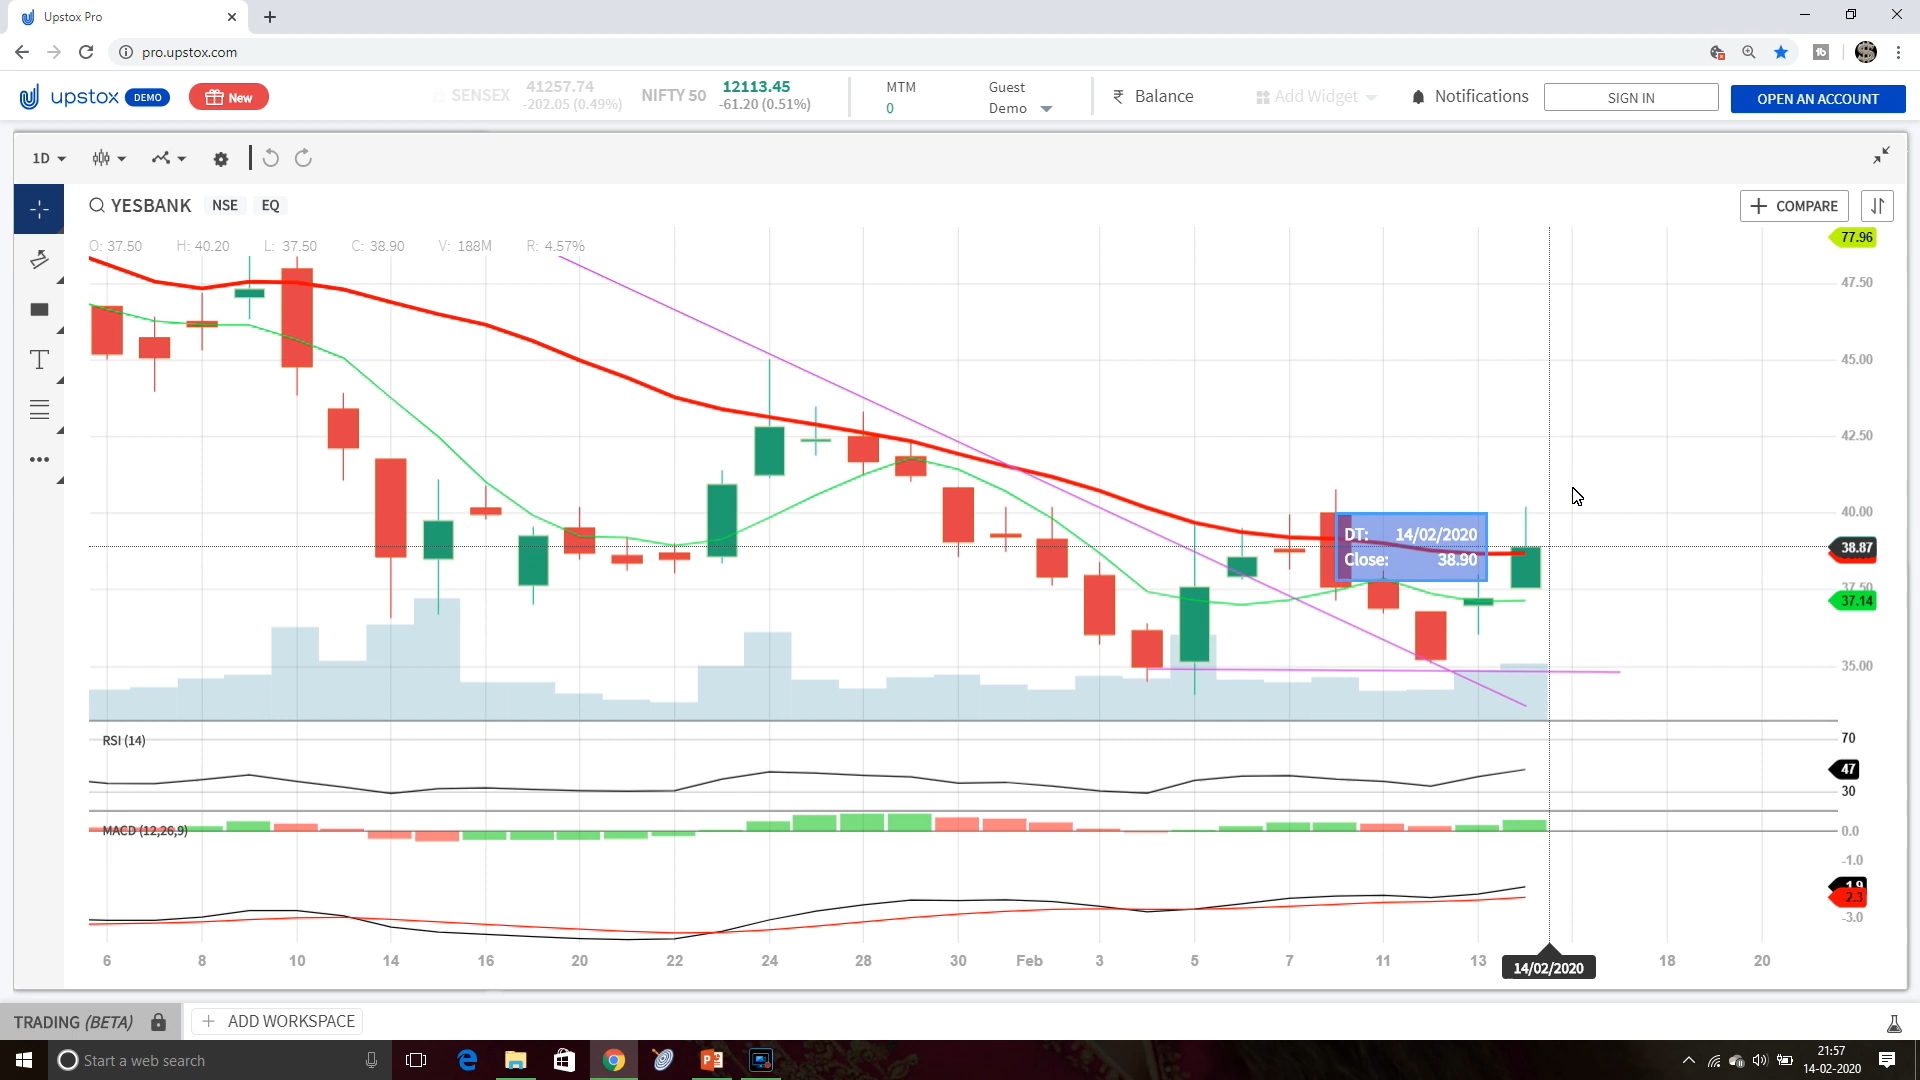 Upstox Pro
pro.upstox.com
upstox DEMO New SENSEX 41257.74 -202.05 (0.49%) NIFTY 50 12113.45 -61.20 (0.51%) MTM 0 Guest Demo ₹ Balance Add Widget Notifications SIGN IN OPEN AN ACCOUNT
1D
YESBANK NSE EQ + COMPARE
O: 37.50 H: 40.20 L: 37.50 C: 38.90 V: 188M R: 4.57%
77.96
47.50
45.00
42.50
40.00
DT: 14/02/2020
38.87
Close: 38.90
37.50
37.14
35.00
RSI (14)
70
47
30
MACD (12,26,9)
0.0
-1.0
1.9
-2.3
-3.0
6 8 10 14 16 20 22 24 28 30 Feb 3 5 7 11 13 14/02/2020 18 20
TRADING (BETA) + ADD WORKSPACE
Start a web search
21:57
14-02-2020